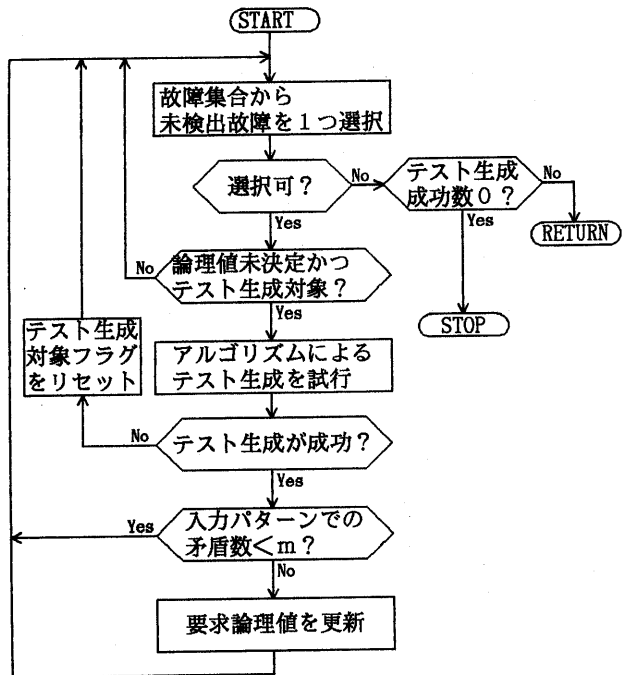 START
故障集合から
未検出故障を1つ選択
選択可?
No
テスト生成
成功数0?
No
Yes
Yes
RETURN
No
論理値未決定かつ
テスト生成対象?
Yes
STOP
テスト生成
対象フラグ
をリセット
アルゴリズムによる
テスト生成を試行
No
テスト生成が成功?
Yes
Yes
入力パターンでの
矛盾数<m?
No
要求論理値を更新